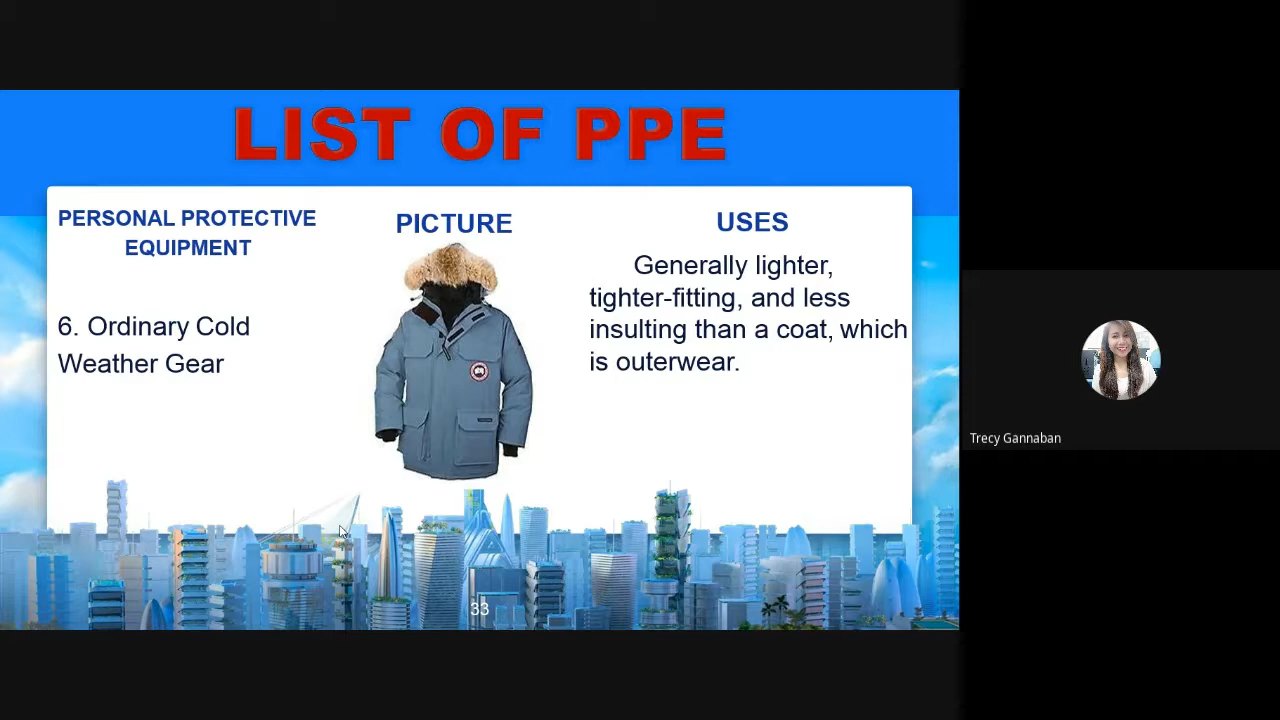 LIST OF PPE
PERSONAL PROTECTIVE
EQUIPMENT
PICTURE
USES
6. Ordinary Cold
Weather Gear
Generally lighter,
tighter-fitting, and less
insulting than a coat, which
is outerwear.
33
Trecy Gannaban